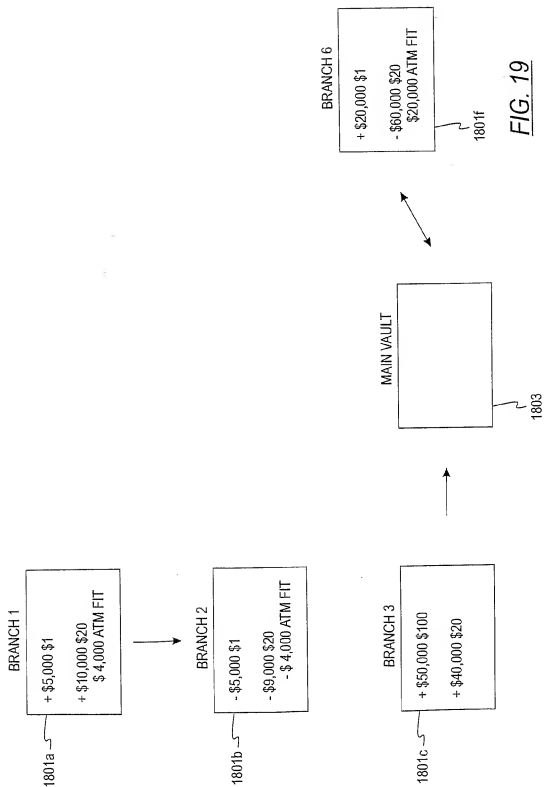 BRANCH 1
+ $5,000 $1
+ $10,000 $20
$ 4,000 ATM FIT
1801a
BRANCH 2
- $5,000 $1
- $9,000 $20
- $ 4,000 ATM FIT
1801b
BRANCH 3
+ $50,000 $100
+ $40,000 $20
1801c
MAIN VAULT
1803
BRANCH 6
+ $20,000 $1
- $60,000 $20
$20,000 ATM FIT
1801f
FIG. 19